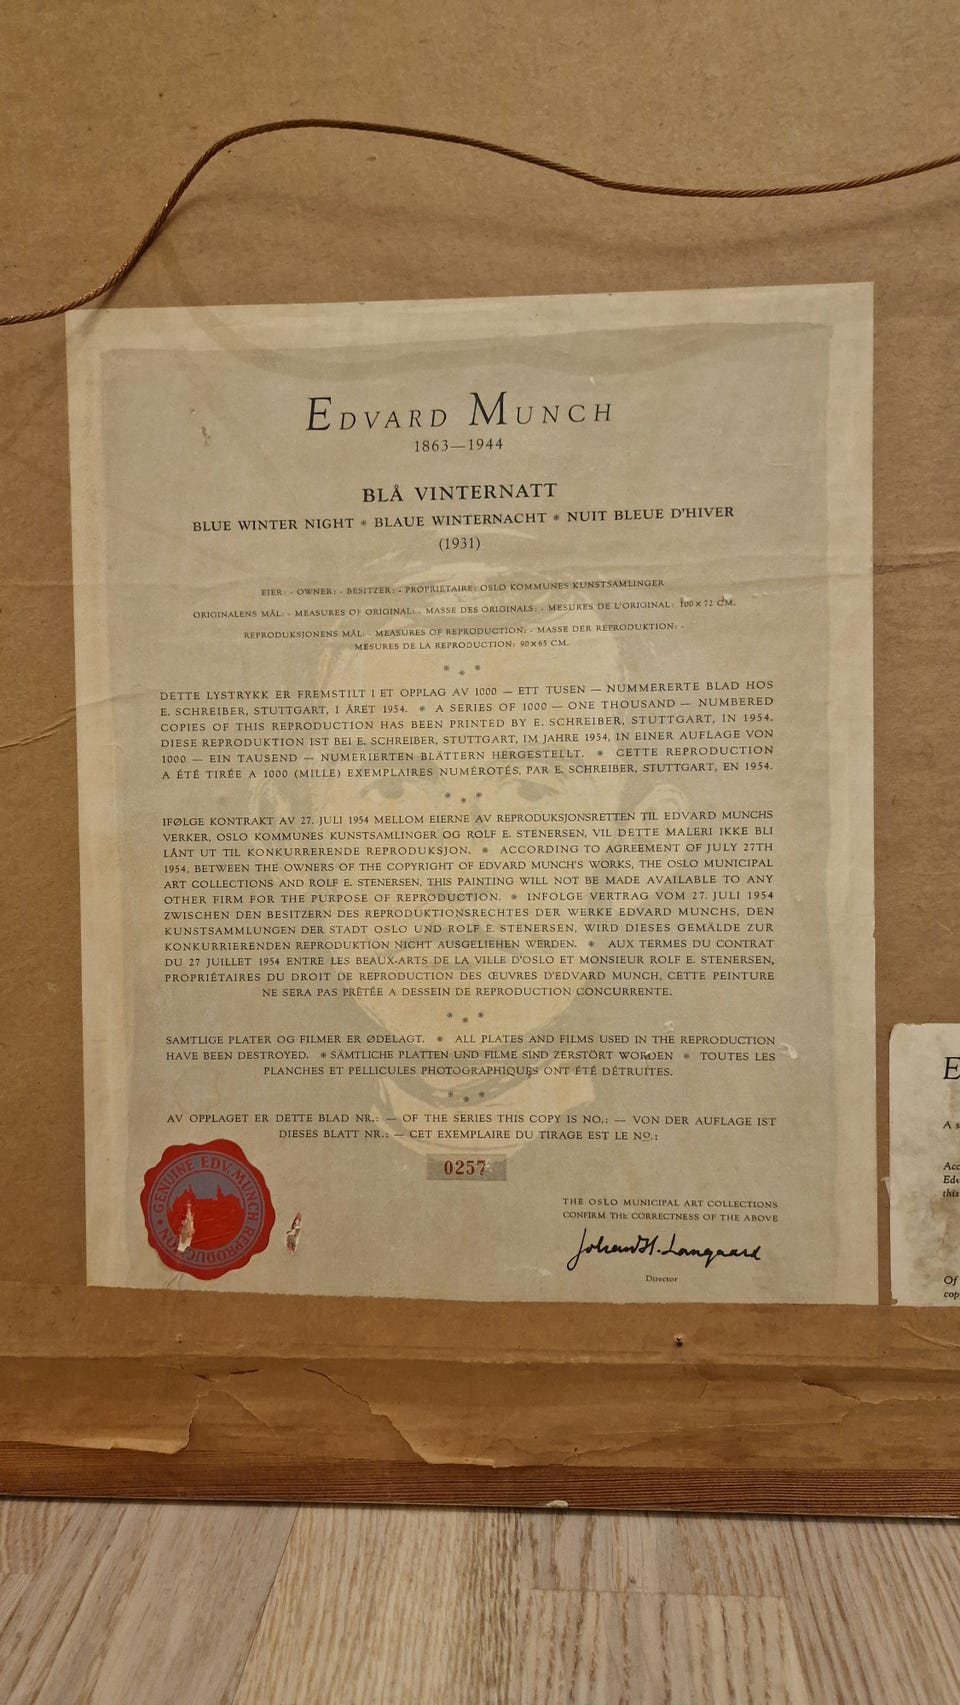 EDVARD MUNCH
1863—1944
BLÅ VINTERNATT
BLUE WINTER NIGHT * BLAUE WINTERNACHT * NUIT BLEUE D'HIVER
(1931)
EIER: - OWNER: - BESITZER: - PROPRIÉTAIRE: OSLO KOMMUNES KUNSTSAMLINGER
ORIGINALENS MÅL: - MEASURES OF ORIGINAL: - MASSE DES ORIGINALS: - MESURES DE L'ORIGINAL: 100×72 CM.
REPRODUKSJONENS MÅL: - MEASURES OF REPRODUCTION: - MASSE DER REPRODUKTION: -
MESURES DE LA REPRODUCTION: 90×65 CM.
* * *
DETTE LYSTRYKK ER FREMSTILT I ET OPPLAG AV 1000 — ETT TUSEN — NUMMERERTE BLAD HOS
E. SCHREIBER, STUTTGART, I ÅRET 1954. * A SERIES OF 1000 — ONE THOUSAND — NUMBERED
COPIES OF THIS REPRODUCTION HAS BEEN PRINTED BY E. SCHREIBER, STUTTGART, IN 1954.
DIESE REPRODUKTION IST BEI E. SCHREIBER, STUTTGART, IM JAHRE 1954, IN EINER AUFLAGE VON
1000 — EIN TAUSEND — NUMERIERTEN BLÄTTERN HERGESTELLT. * CETTE REPRODUCTION
A ÉTÉ TIRÉE A 1000 (MILLE) EXEMPLAIRES NUMÉROTÉS, PAR E. SCHREIBER, STUTTGART, EN 1954.
* * *
IFØLGE KONTRAKT AV 27. JULI 1954 MELLOM EIERNE AV REPRODUKSJONSRETTEN TIL EDVARD MUNCHS
VERKER, OSLO KOMMUNES KUNSTSAMLINGER OG ROLF E. STENERSEN, VIL DETTE MALERI IKKE BLI
LÅNT UT TIL KONKURRERENDE REPRODUKSJON. * ACCORDING TO AGREEMENT OF JULY 27TH
1954, BETWEEN THE OWNERS OF THE COPYRIGHT OF EDVARD MUNCH'S WORKS, THE OSLO MUNICIPAL
ART COLLECTIONS AND ROLF E. STENERSEN, THIS PAINTING WILL NOT BE MADE AVAILABLE TO ANY
OTHER FIRM FOR THE PURPOSE OF REPRODUCTION. * INFOLGE VERTRAG VOM 27. JULI 1954
ZWISCHEN DEN BESITZERN DES REPRODUKTIONSRECHTES DER WERKE EDVARD MUNCHS, DEN
KUNSTSAMMLUNGEN DER STADT OSLO UND ROLF E. STENERSEN, WIRD DIESES GEMÄLDE ZUR
KONKURRIERENDEN REPRODUKTION NICHT AUSGELIEHEN WERDEN. * AUX TERMES DU CONTRAT
DU 27 JUILLET 1954 ENTRE LES BEAUX-ARTS DE LA VILLE D'OSLO ET MONSIEUR ROLF E. STENERSEN,
PROPRIÉTAIRES DU DROIT DE REPRODUCTION DES ŒUVRES D'EDVARD MUNCH, CETTE PEINTURE
NE SERA PAS PRÊTÉE A DESSEIN DE REPRODUCTION CONCURRENTE.
* * *
SAMTLIGE PLATER OG FILMER ER ØDELAGT. * ALL PLATES AND FILMS USED IN THE REPRODUCTION
HAVE BEEN DESTROYED. * SÄMTLICHE PLATTEN UND FILME SIND ZERSTÖRT WORDEN * TOUTES LES
PLANCHES ET PELLICULES PHOTOGRAPHIQUES ONT ÉTÉ DÉTRUITES.
* * *
AV OPPLAGET ER DETTE BLAD NR.: — OF THE SERIES THIS COPY IS NO.: — VON DER AUFLAGE IST
DIESES BLATT NR.: — CET EXEMPLAIRE DU TIRAGE EST LE NO.:
0257
GENUINE EDV. MUNCH REPRODUCTION
THE OSLO MUNICIPAL ART COLLECTIONS
CONFIRM THE CORRECTNESS OF THE ABOVE
Johan H. Langaard
Director
E
A s
Acc
Edv
this
Of
cop